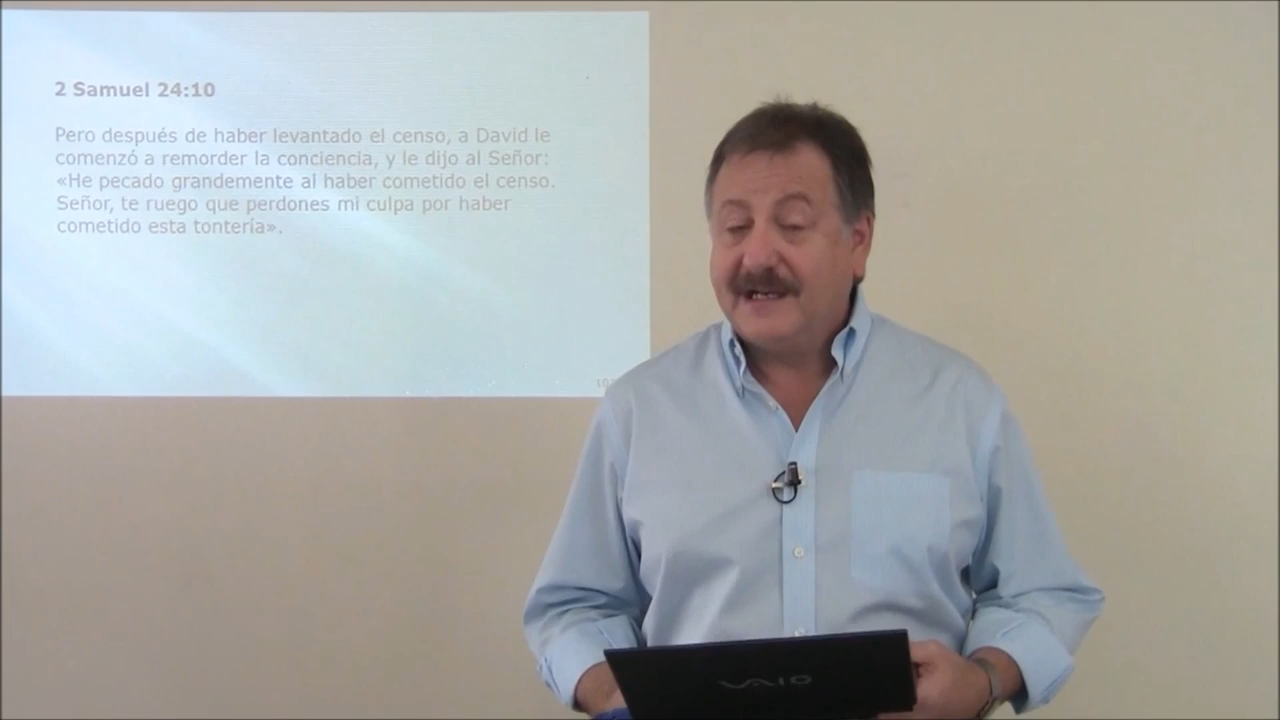 2 Samuel 24:10
Pero después de haber levantado el censo, a David le
comenzó a remorder la conciencia, y le dijo al Señor:
«He pecado grandemente al haber cometido el censo.
Señor, te ruego que perdones mi culpa por haber
cometido esta tontería».
VAIO